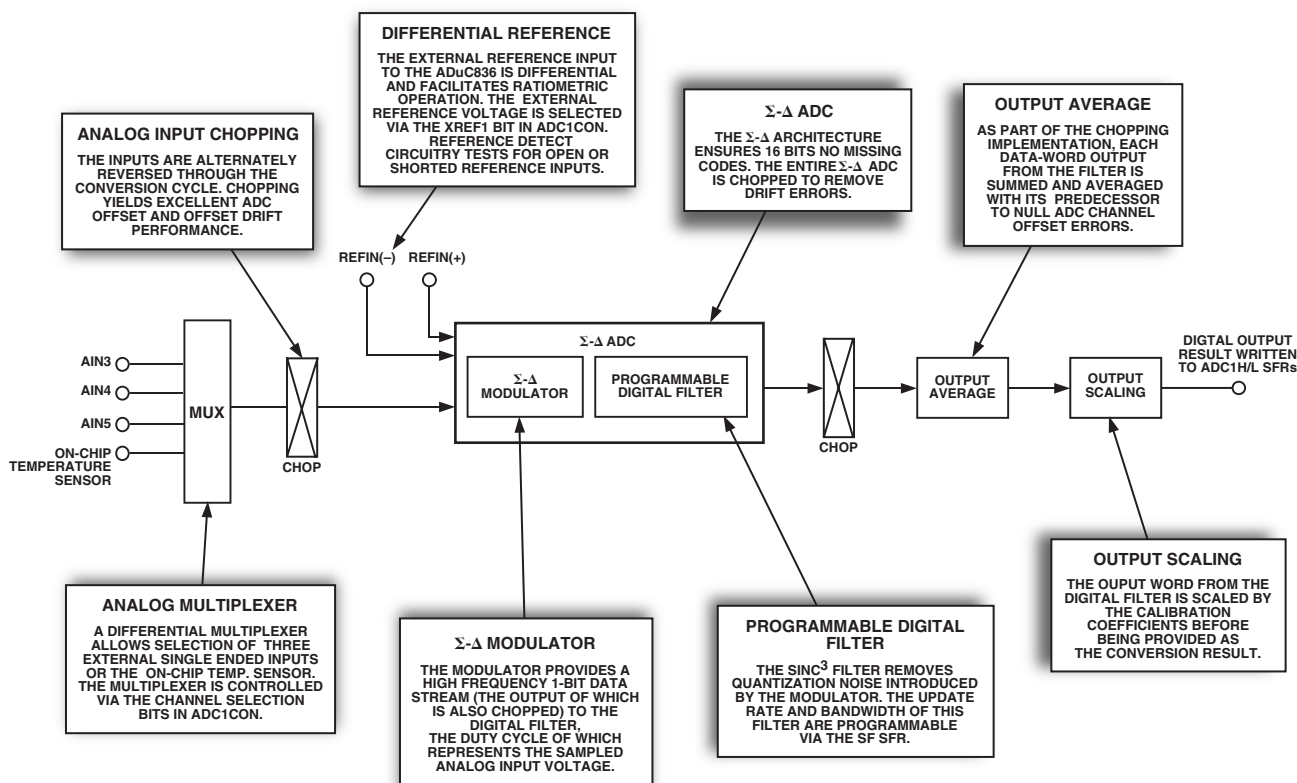 DIFFERENTIAL REFERENCE
THE EXTERNAL REFERENCE INPUT
TO THE ADuC836 IS DIFFERENTIAL
AND FACILITATES RATIOMETRIC
OPERATION. THE EXTERNAL
REFERENCE VOLTAGE IS SELECTED
VIA THE XREF1 BIT IN ADC1CON.
REFERENCE DETECT
CIRCUITRY TESTS FOR OPEN OR
SHORTED REFERENCE INPUTS.
ANALOG INPUT CHOPPING
THE INPUTS ARE ALTERNATELY
REVERSED THROUGH THE
CONVERSION CYCLE. CHOPPING
YIELDS EXCELLENT ADC
OFFSET AND OFFSET DRIFT
PERFORMANCE.
Σ-Δ ADC
THE Σ-Δ ARCHITECTURE
ENSURES 16 BITS NO MISSING
CODES. THE ENTIRE Σ-Δ ADC
IS CHOPPED TO REMOVE
DRIFT ERRORS.
OUTPUT AVERAGE
AS PART OF THE CHOPPING
IMPLEMENTATION, EACH
DATA-WORD OUTPUT
FROM THE FILTER IS
SUMMED AND AVERAGED
WITH ITS PREDECESSOR
TO NULL ADC CHANNEL
OFFSET ERRORS.
REFIN(–) REFIN(+)
AIN3
AIN4
AIN5
ON-CHIP
TEMPERATURE
SENSOR
MUX
CHOP
Σ-Δ ADC
Σ-Δ
MODULATOR
PROGRAMMABLE
DIGITAL FILTER
CHOP
OUTPUT
AVERAGE
OUTPUT
SCALING
DIGTAL OUTPUT
RESULT WRITTEN
TO ADC1H/L SFRs
ANALOG MULTIPLEXER
A DIFFERENTIAL MULTIPLEXER
ALLOWS SELECTION OF THREE
EXTERNAL SINGLE ENDED INPUTS
OR THE ON-CHIP TEMP. SENSOR.
THE MULTIPLEXER IS CONTROLLED
VIA THE CHANNEL SELECTION
BITS IN ADC1CON.
Σ-Δ MODULATOR
THE MODULATOR PROVIDES A
HIGH FREQUENCY 1-BIT DATA
STREAM (THE OUTPUT OF WHICH
IS ALSO CHOPPED) TO THE
DIGITAL FILTER,
THE DUTY CYCLE OF WHICH
REPRESENTS THE SAMPLED
ANALOG INPUT VOLTAGE.
PROGRAMMABLE DIGITAL
FILTER
THE SINC³ FILTER REMOVES
QUANTIZATION NOISE INTRODUCED
BY THE MODULATOR. THE UPDATE
RATE AND BANDWIDTH OF THIS
FILTER ARE PROGRAMMABLE
VIA THE SF SFR.
OUTPUT SCALING
THE OUPUT WORD FROM THE
DIGITAL FILTER IS SCALED BY
THE CALIBRATION
COEFFICIENTS BEFORE
BEING PROVIDED AS
THE CONVERSION RESULT.